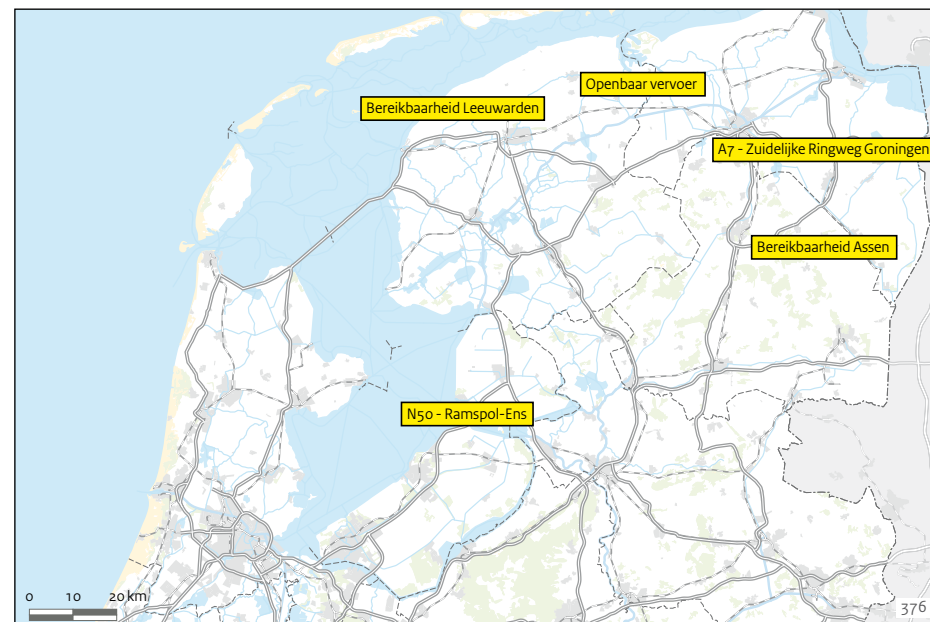 Openbaar vervoer
Bereikbaarheid Leeuwarden
A7 - Zuidelijke Ringweg Groningen
Bereikbaarheid Assen
N50 - Ramspol-Ens
0 10 20 km
376